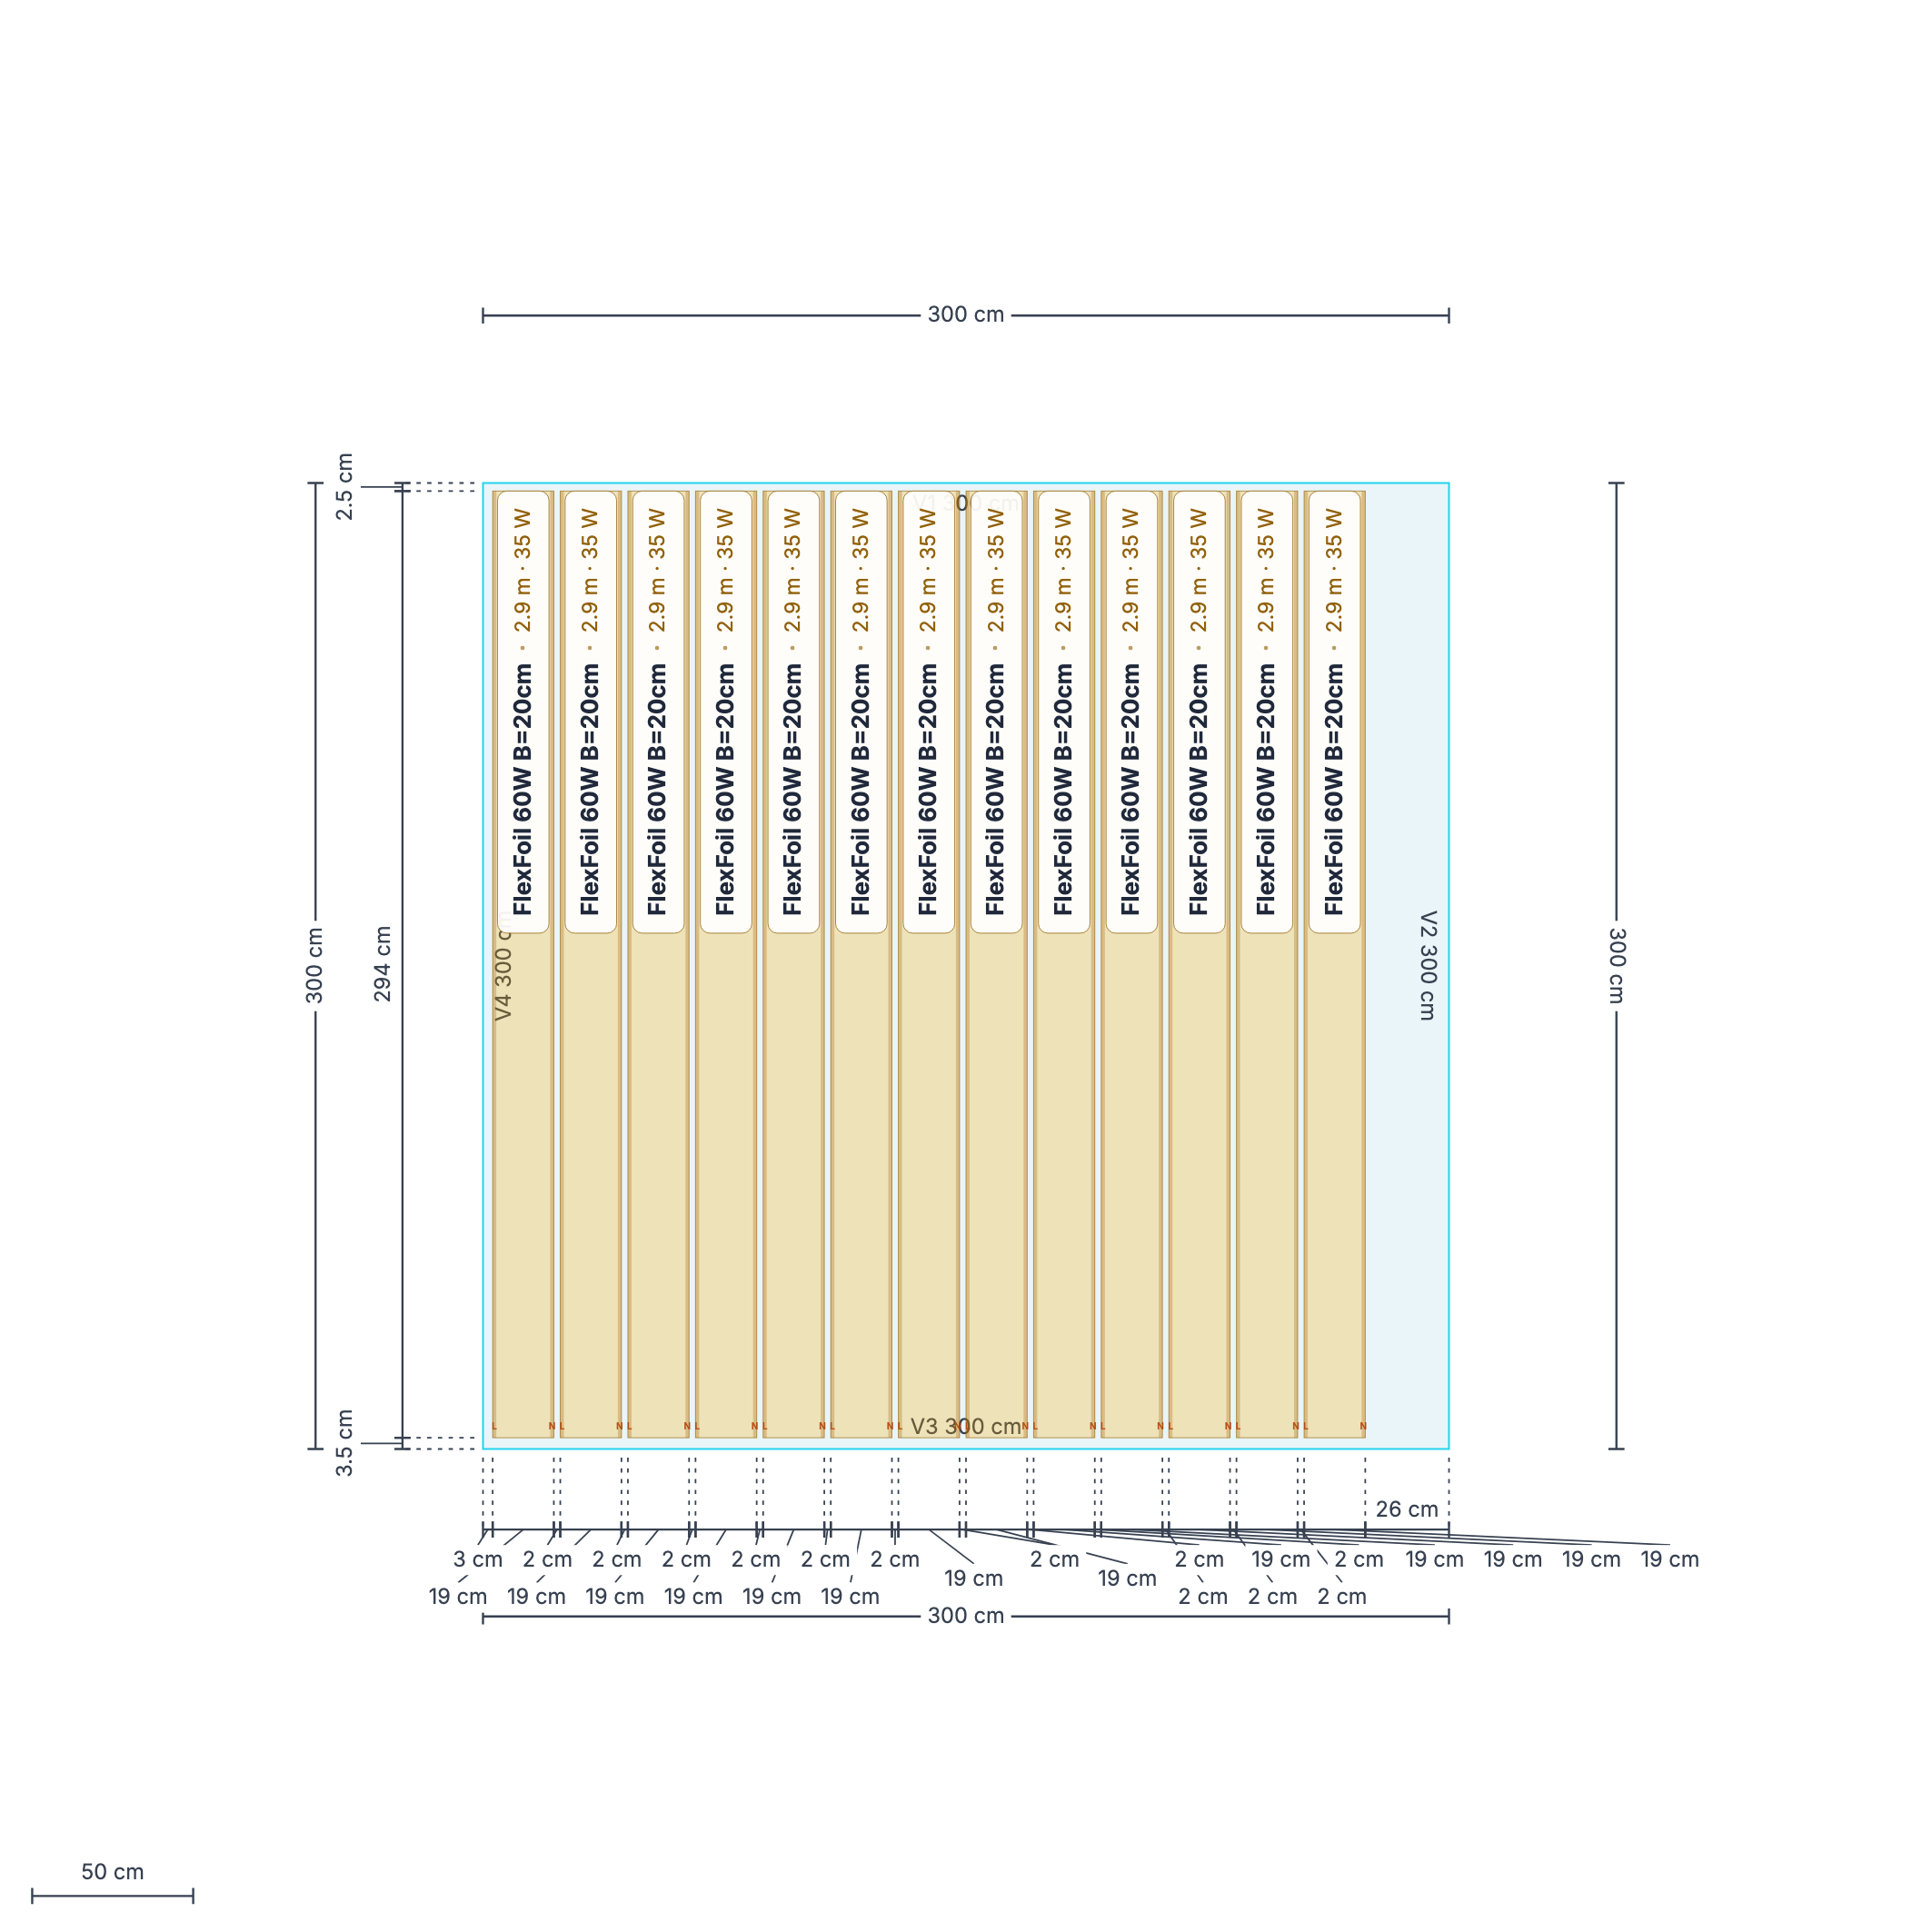 300 cm
2.5 cm
300 cm
294 cm
3.5 cm
300 cm
FlexFoil 60W B=20cm · 2.9 m · 35 W
FlexFoil 60W B=20cm · 2.9 m · 35 W
FlexFoil 60W B=20cm · 2.9 m · 35 W
FlexFoil 60W B=20cm · 2.9 m · 35 W
FlexFoil 60W B=20cm · 2.9 m · 35 W
FlexFoil 60W B=20cm · 2.9 m · 35 W
FlexFoil 60W B=20cm · 2.9 m · 35 W
FlexFoil 60W B=20cm · 2.9 m · 35 W
FlexFoil 60W B=20cm · 2.9 m · 35 W
FlexFoil 60W B=20cm · 2.9 m · 35 W
FlexFoil 60W B=20cm · 2.9 m · 35 W
FlexFoil 60W B=20cm · 2.9 m · 35 W
FlexFoil 60W B=20cm · 2.9 m · 35 W
V1 300 cm
V4 300 cm
V2 300 cm
L N L N L N L N L N L N L N L N L N L N L N L N L N
V3 300 cm
26 cm
3 cm 2 cm 2 cm 2 cm 2 cm 2 cm 2 cm 2 cm 2 cm 19 cm 2 cm 19 cm 19 cm 19 cm 19 cm
19 cm 19 cm
19 cm 19 cm 19 cm 19 cm 19 cm 19 cm 2 cm 2 cm 2 cm
300 cm
50 cm